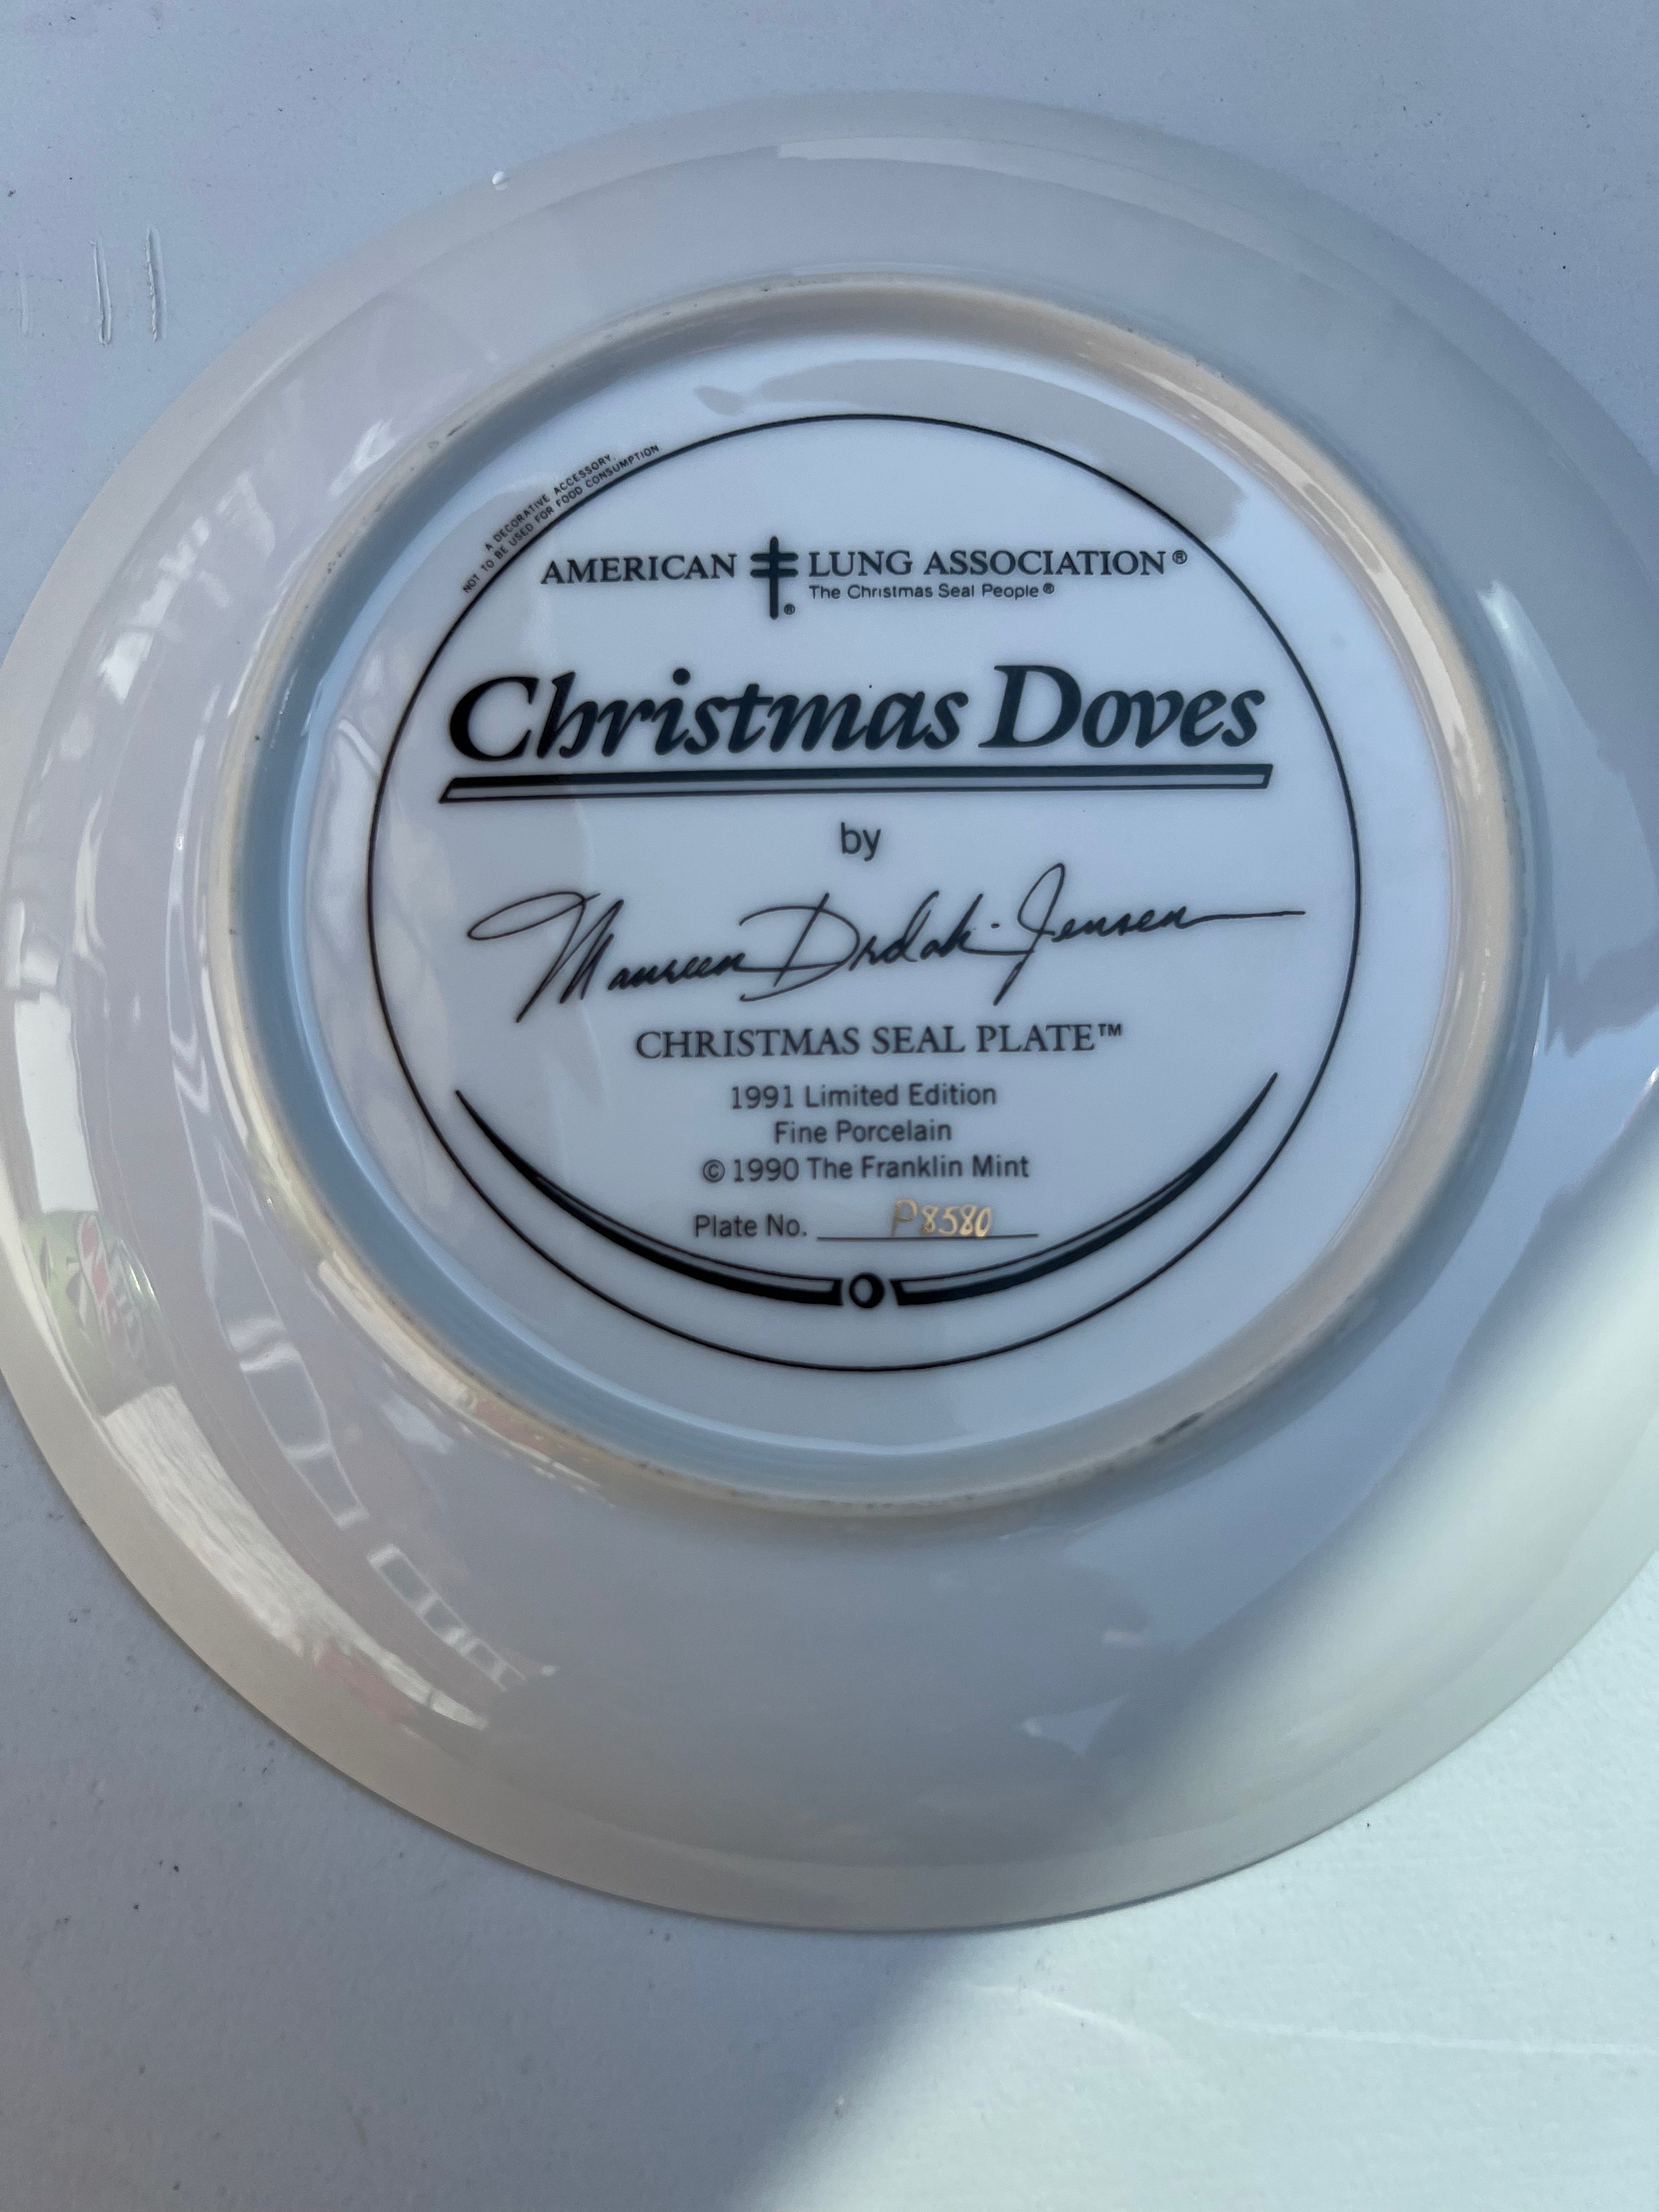 A DECORATIVE ACCESSORY.
NOT TO BE USED FOR FOOD CONSUMPTION
AMERICAN LUNG ASSOCIATION®
® The Christmas Seal People®
Christmas Doves
by
Maureen Drdak-Jensen
CHRISTMAS SEAL PLATE™
1991 Limited Edition
Fine Porcelain
© 1990 The Franklin Mint
Plate No. P8580